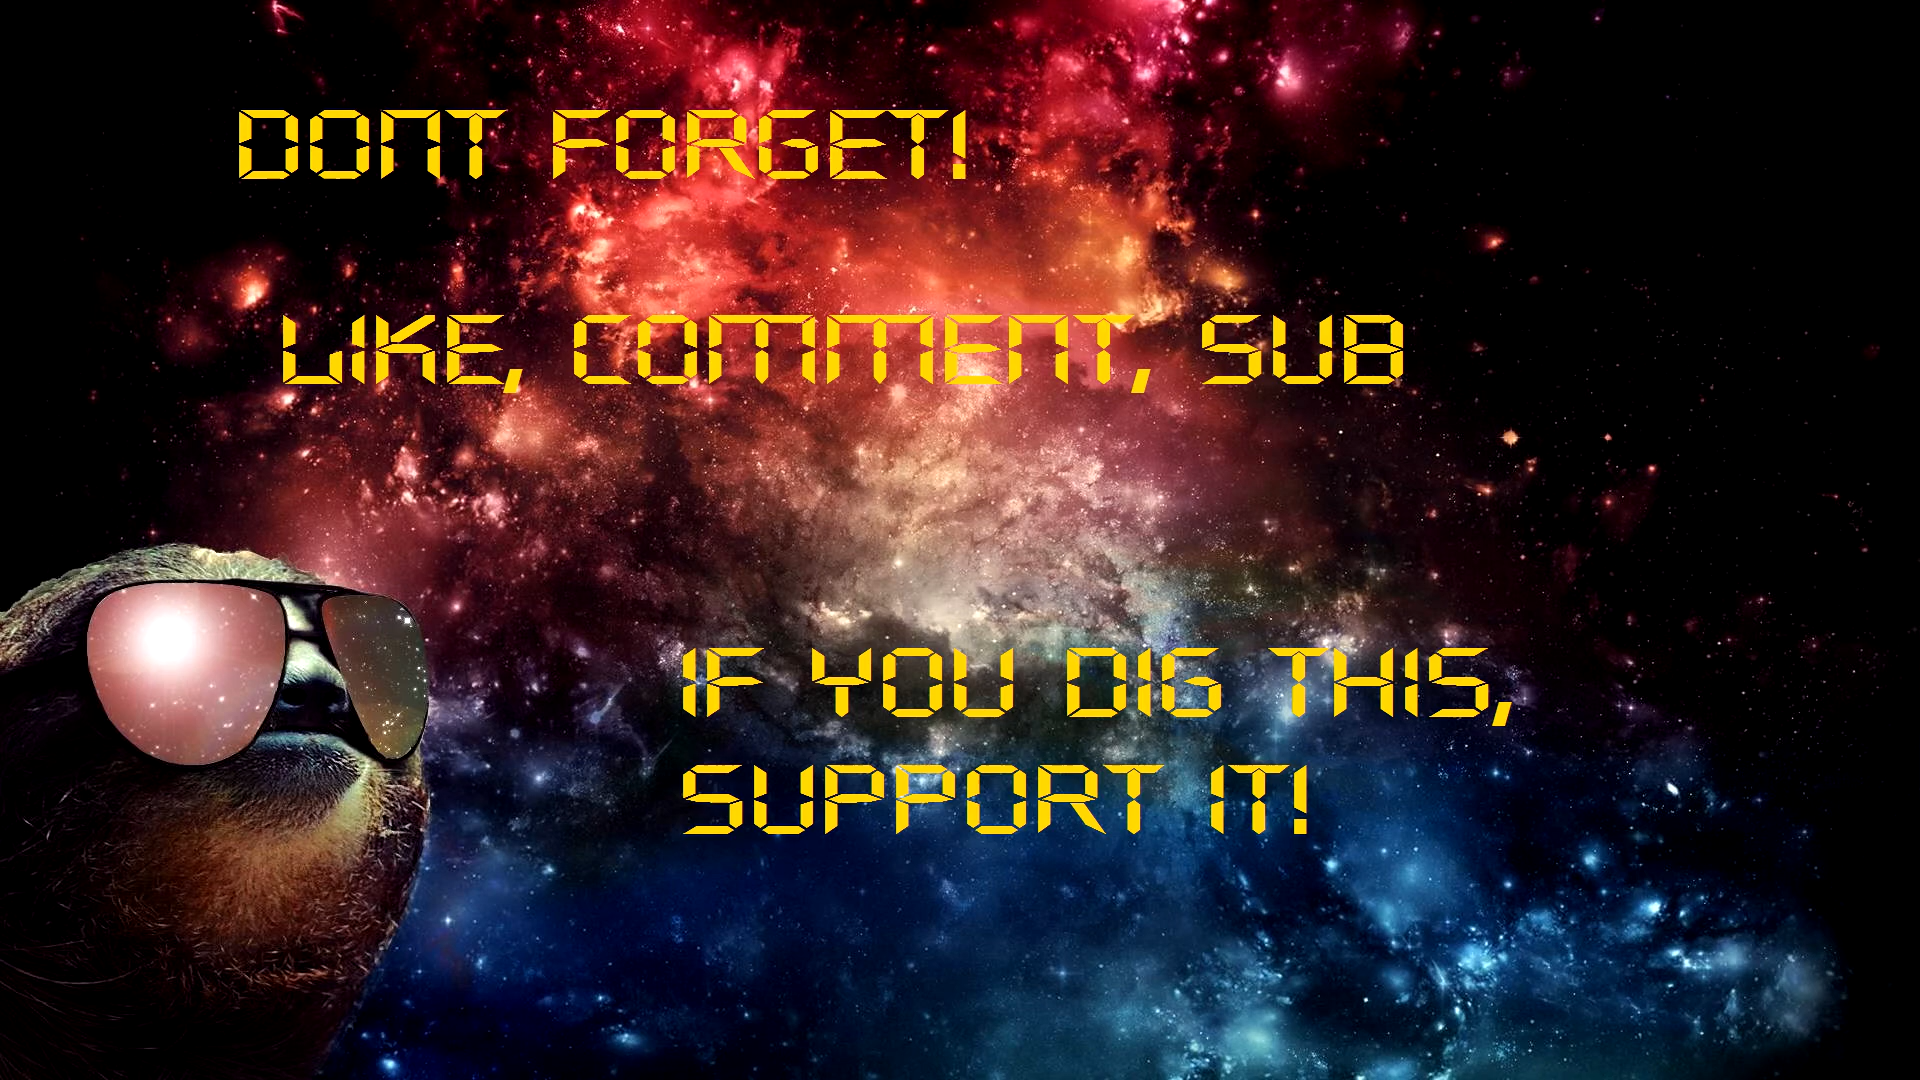 DONT FORGET!
LIKE, COMMENT, SUB
IF YOU DIG THIS,
SUPPORT IT!